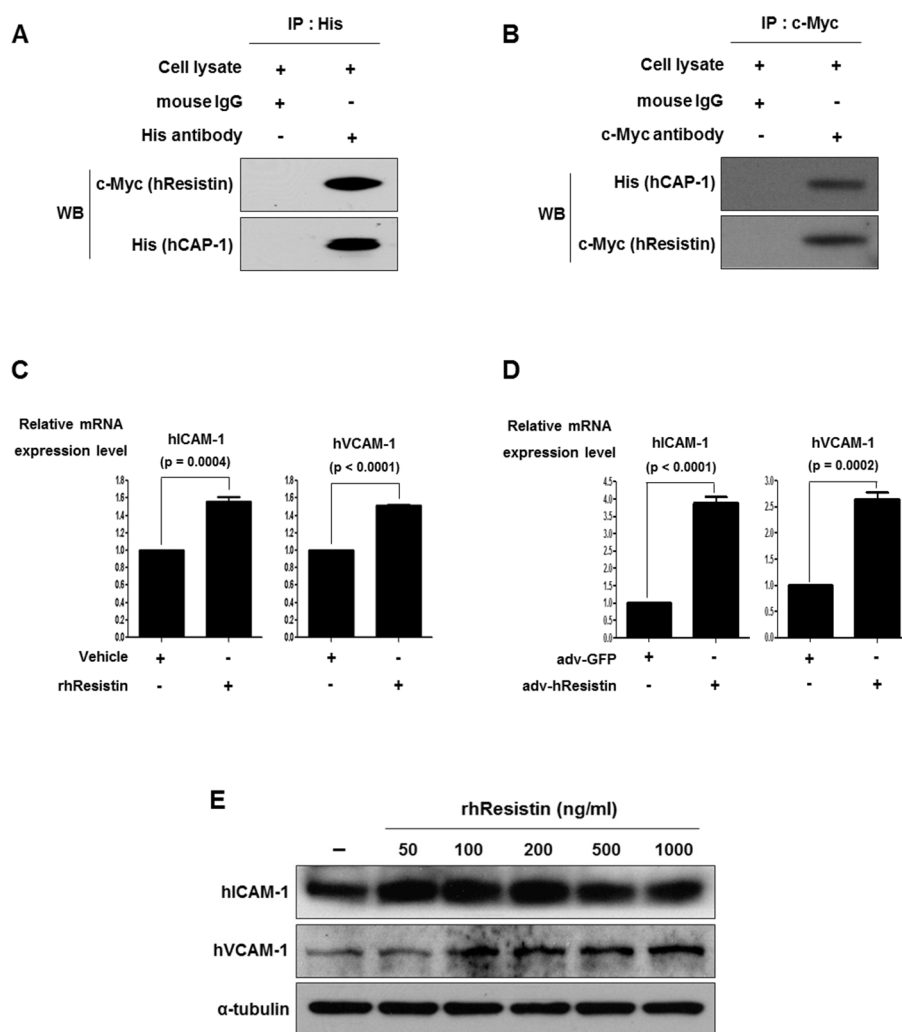 A
IP : His
Cell lysate + +
mouse IgG + -
His antibody - +
WB
c-Myc (hResistin)
His (hCAP-1)
B
IP : c-Myc
Cell lysate + +
mouse IgG + -
c-Myc antibody - +
WB
His (hCAP-1)
c-Myc (hResistin)
C
Relative mRNA
expression level
hICAM-1
(p = 0.0004)
1.8
1.6
1.4
1.2
1.0
0.8
0.6
0.4
0.2
0.0
hVCAM-1
(p < 0.0001)
1.8
1.6
1.4
1.2
1.0
0.8
0.6
0.4
0.2
0.0
Vehicle + - + -
rhResistin - + - +
D
Relative mRNA
expression level
hICAM-1
(p < 0.0001)
4.5
4.0
3.5
3.0
2.5
2.0
1.5
1.0
0.5
0.0
hVCAM-1
(p = 0.0002)
3.0
2.5
2.0
1.5
1.0
0.5
0.0
adv-GFP + - + -
adv-hResistin - + - +
E
rhResistin (ng/ml)
– 50 100 200 500 1000
hICAM-1
hVCAM-1
α-tubulin